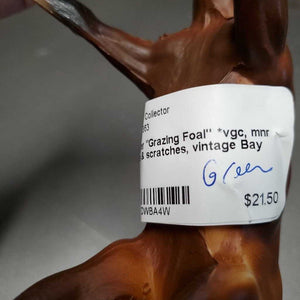 Collector
"Grazing Foal" *vgc, mnr
& scratches, vintage Bay
Green
$21.50